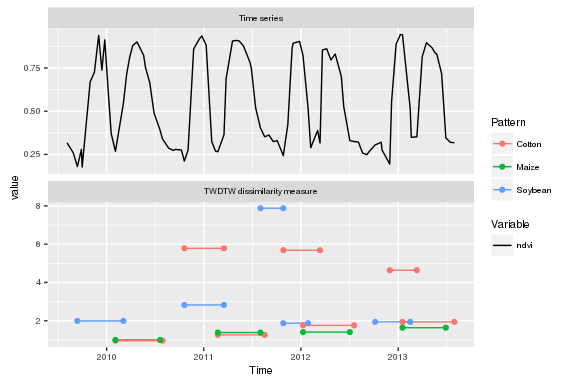 Time series
0.75
0.50
0.25
TWDTW dissimilarity measure
8
6
4
2
2010 2011 2012 2013
Time
value
Pattern
Cotton
Maize
Soybean
Variable
ndvi